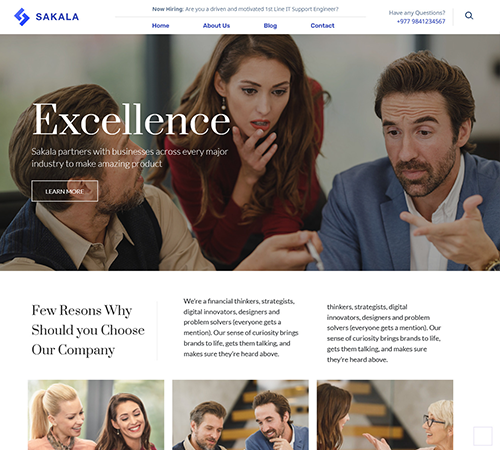 SAKALA
Now Hiring: Are you a driven and motivated 1st Line IT Support Engineer?
Home About Us Blog Contact
Have any Questions?
+977 9841234567
Excellence
Sakala partners with businesses across every major
industry to make amazing product
LEARN MORE
Few Resons Why
Should you Choose
Our Company
We're a financial thinkers, strategists,
digital innovators, designers and
problem solvers (everyone gets a
mention). Our sense of curiosity brings
brands to life, gets them talking, and
makes sure they're heard above.
thinkers, strategists, digital
innovators, designers and problem
solvers (everyone gets a mention). Our
sense of curiosity brings brands to life,
gets them talking, and makes sure
they're heard above.